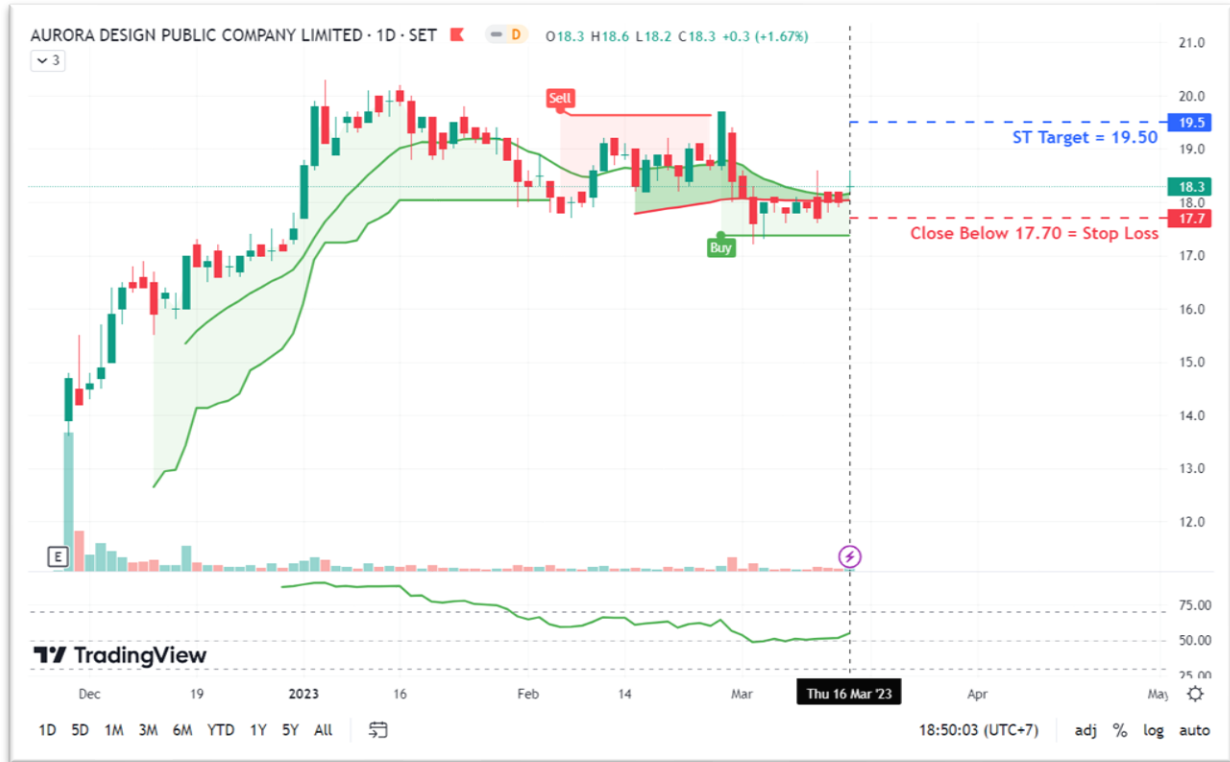 AURORA DESIGN PUBLIC COMPANY LIMITED · 1D · SET D O18.3 H18.6 L18.2 C18.3 +0.3 (+1.67%)
3
21.0
20.0
Sell
19.5
ST Target = 19.50
19.0
18.3
18.0
17.7
Close Below 17.70 = Stop Loss
Buy
17.0
16.0
15.0
14.0
13.0
12.0
E
75.00
50.00
TradingView
25.00
Dec 19 2023 16 Feb 14 Mar Thu 16 Mar '23 Apr May
1D 5D 1M 3M 6M YTD 1Y 5Y All 18:50:03 (UTC+7) adj % log auto